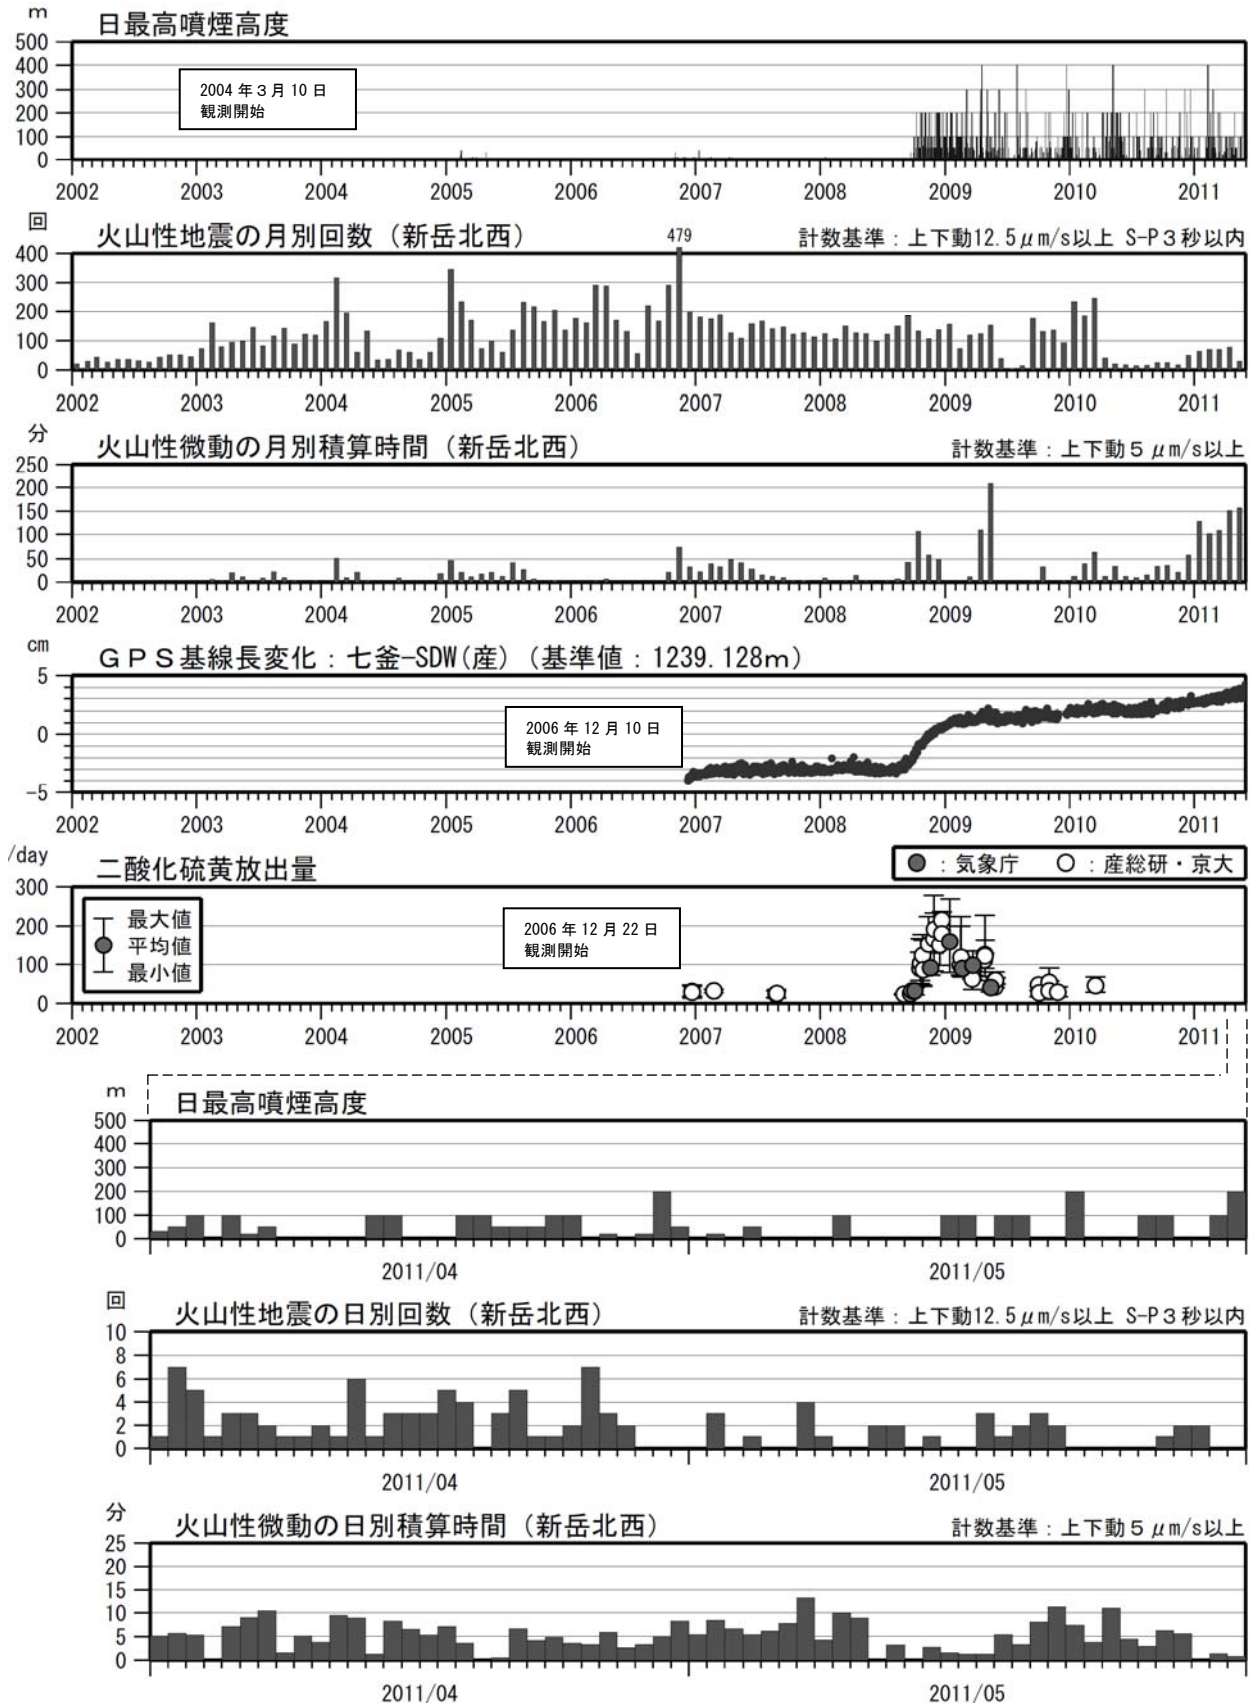 m 日最高噴煙高度
500
400
300
200
100
0
2004年3月10日
観測開始
2002 2003 2004 2005 2006 2007 2008 2009 2010 2011
回 火山性地震の月別回数（新岳北西） 479 計数基準：上下動12.5μm/s以上 S-P3秒以内
400
300
200
100
0
2002 2003 2004 2005 2006 2007 2008 2009 2010 2011
分 火山性微動の月別積算時間（新岳北西） 計数基準：上下動5μm/s以上
250
200
150
100
50
0
2002 2003 2004 2005 2006 2007 2008 2009 2010 2011
cm GPS基線長変化：七釜-SDW(産)（基準値：1239.128m）
5
0
-5
2006年12月10日
観測開始
2002 2003 2004 2005 2006 2007 2008 2009 2010 2011
/day 二酸化硫黄放出量 ●：気象庁 ○：産総研・京大
300
200
100
0
最大値
平均値
最小値
2006年12月22日
観測開始
2002 2003 2004 2005 2006 2007 2008 2009 2010 2011
m 日最高噴煙高度
500
400
300
200
100
0
2011/04 2011/05
回 火山性地震の日別回数（新岳北西） 計数基準：上下動12.5μm/s以上 S-P3秒以内
10
8
6
4
2
0
2011/04 2011/05
分 火山性微動の日別積算時間（新岳北西） 計数基準：上下動5μm/s以上
25
20
15
10
5
0
2011/04 2011/05